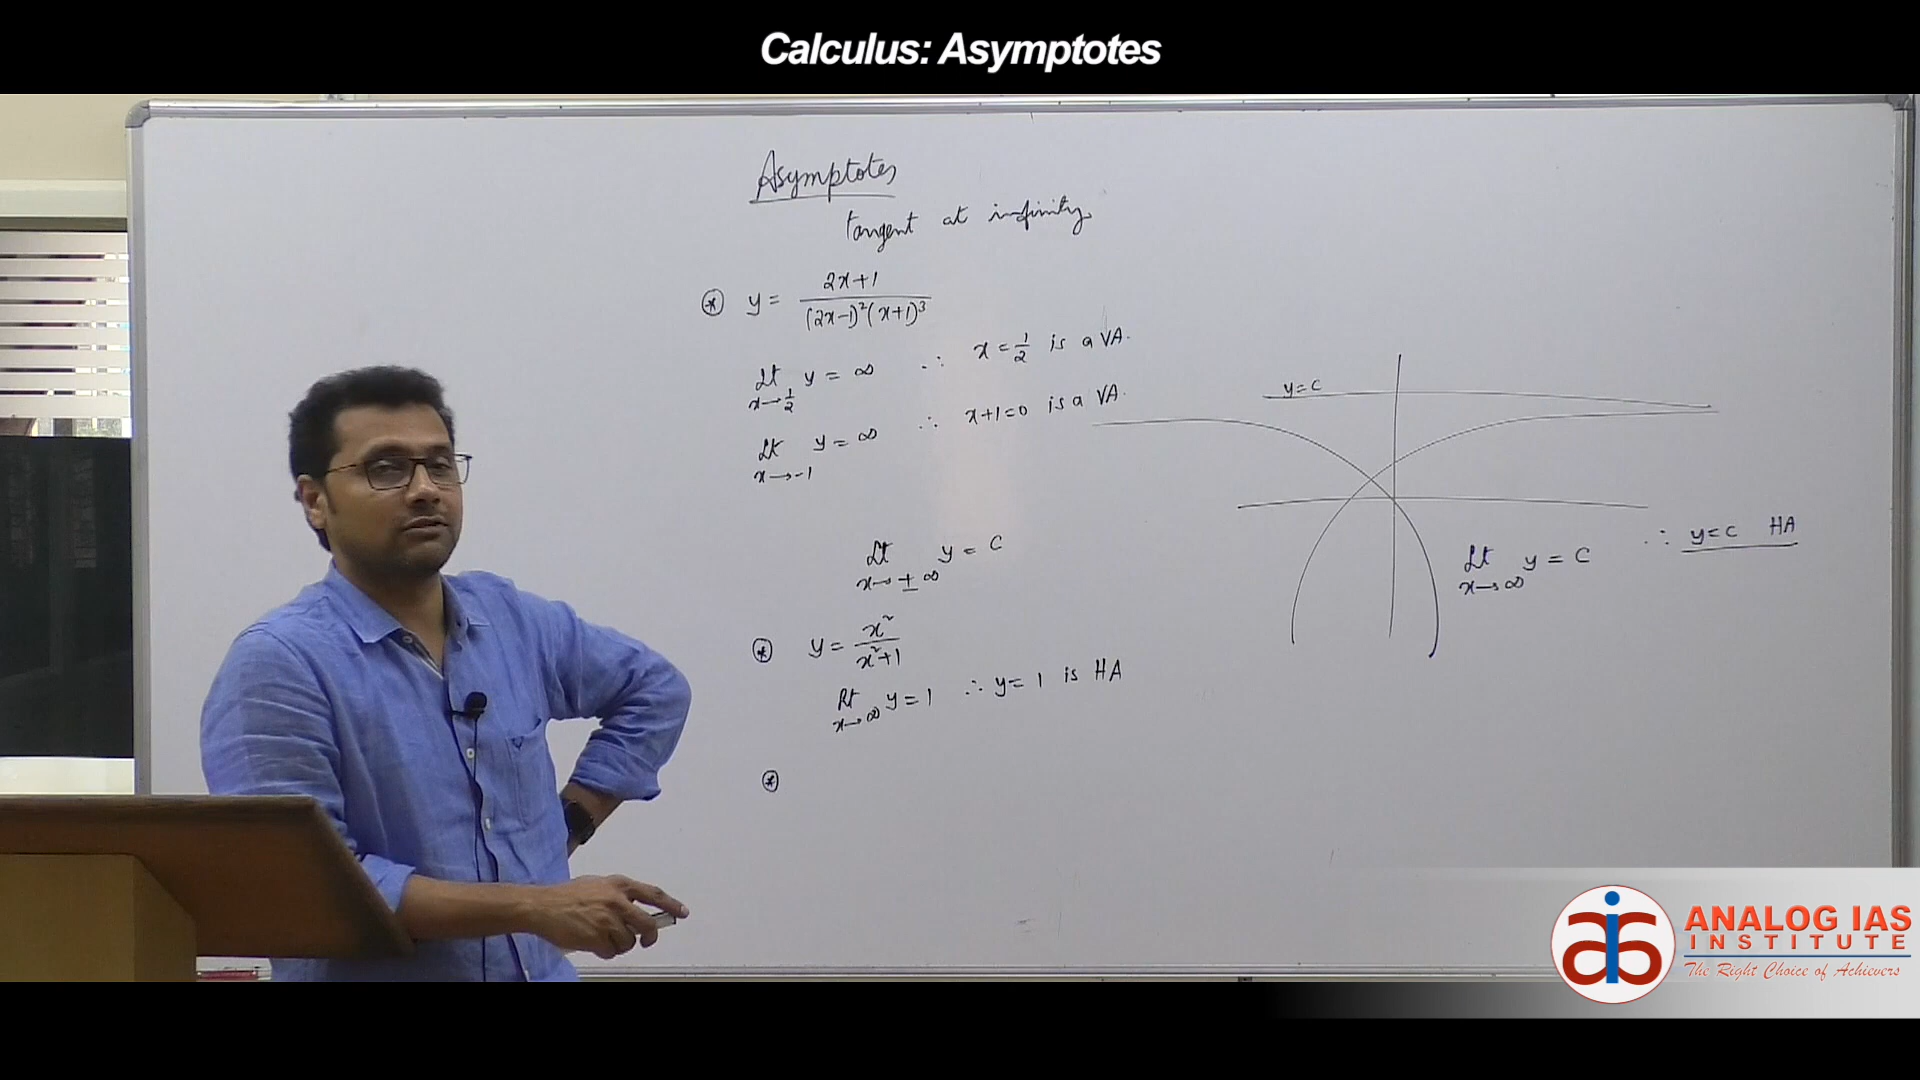 Calculus: Asymptotes
Asymptotes
tangent at infinity
* y = 2x+1 / (2x-1)²(x+1)³
Lt x→1/2 y = ∞ ∴ x = 1/2 is a VA.
Lt x→-1 y = ∞ ∴ x+1=0 is a VA.
Lt x→±∞ y = C
* y = x² / x²+1
Lt x→∞ y = 1 ∴ y = 1 is HA
*
y=C
Lt x→∞ y = C ∴ y=C HA
ANALOG IAS
INSTITUTE
The Right Choice of Achievers